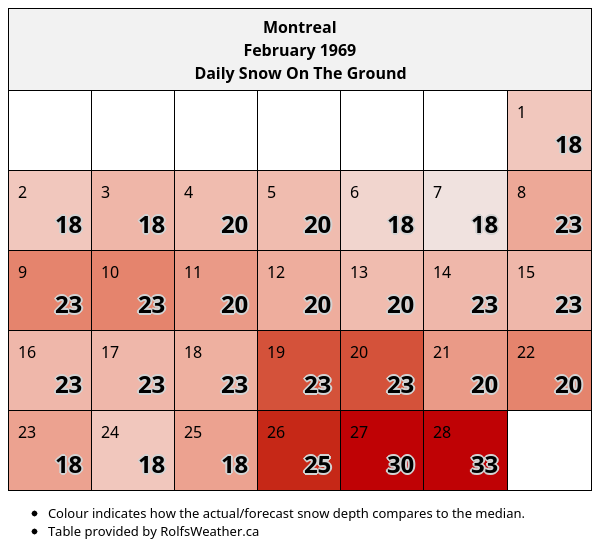 Montreal
February 1969
Daily Snow On The Ground
1
18
2 3 4 5 6 7 8
18 18 20 20 18 18 23
9 10 11 12 13 14 15
23 23 20 20 20 23 23
16 17 18 19 20 21 22
23 23 23 23 23 20 20
23 24 25 26 27 28
18 18 18 25 30 33
• Colour indicates how the actual/forecast snow depth compares to the median.
• Table provided by RolfsWeather.ca